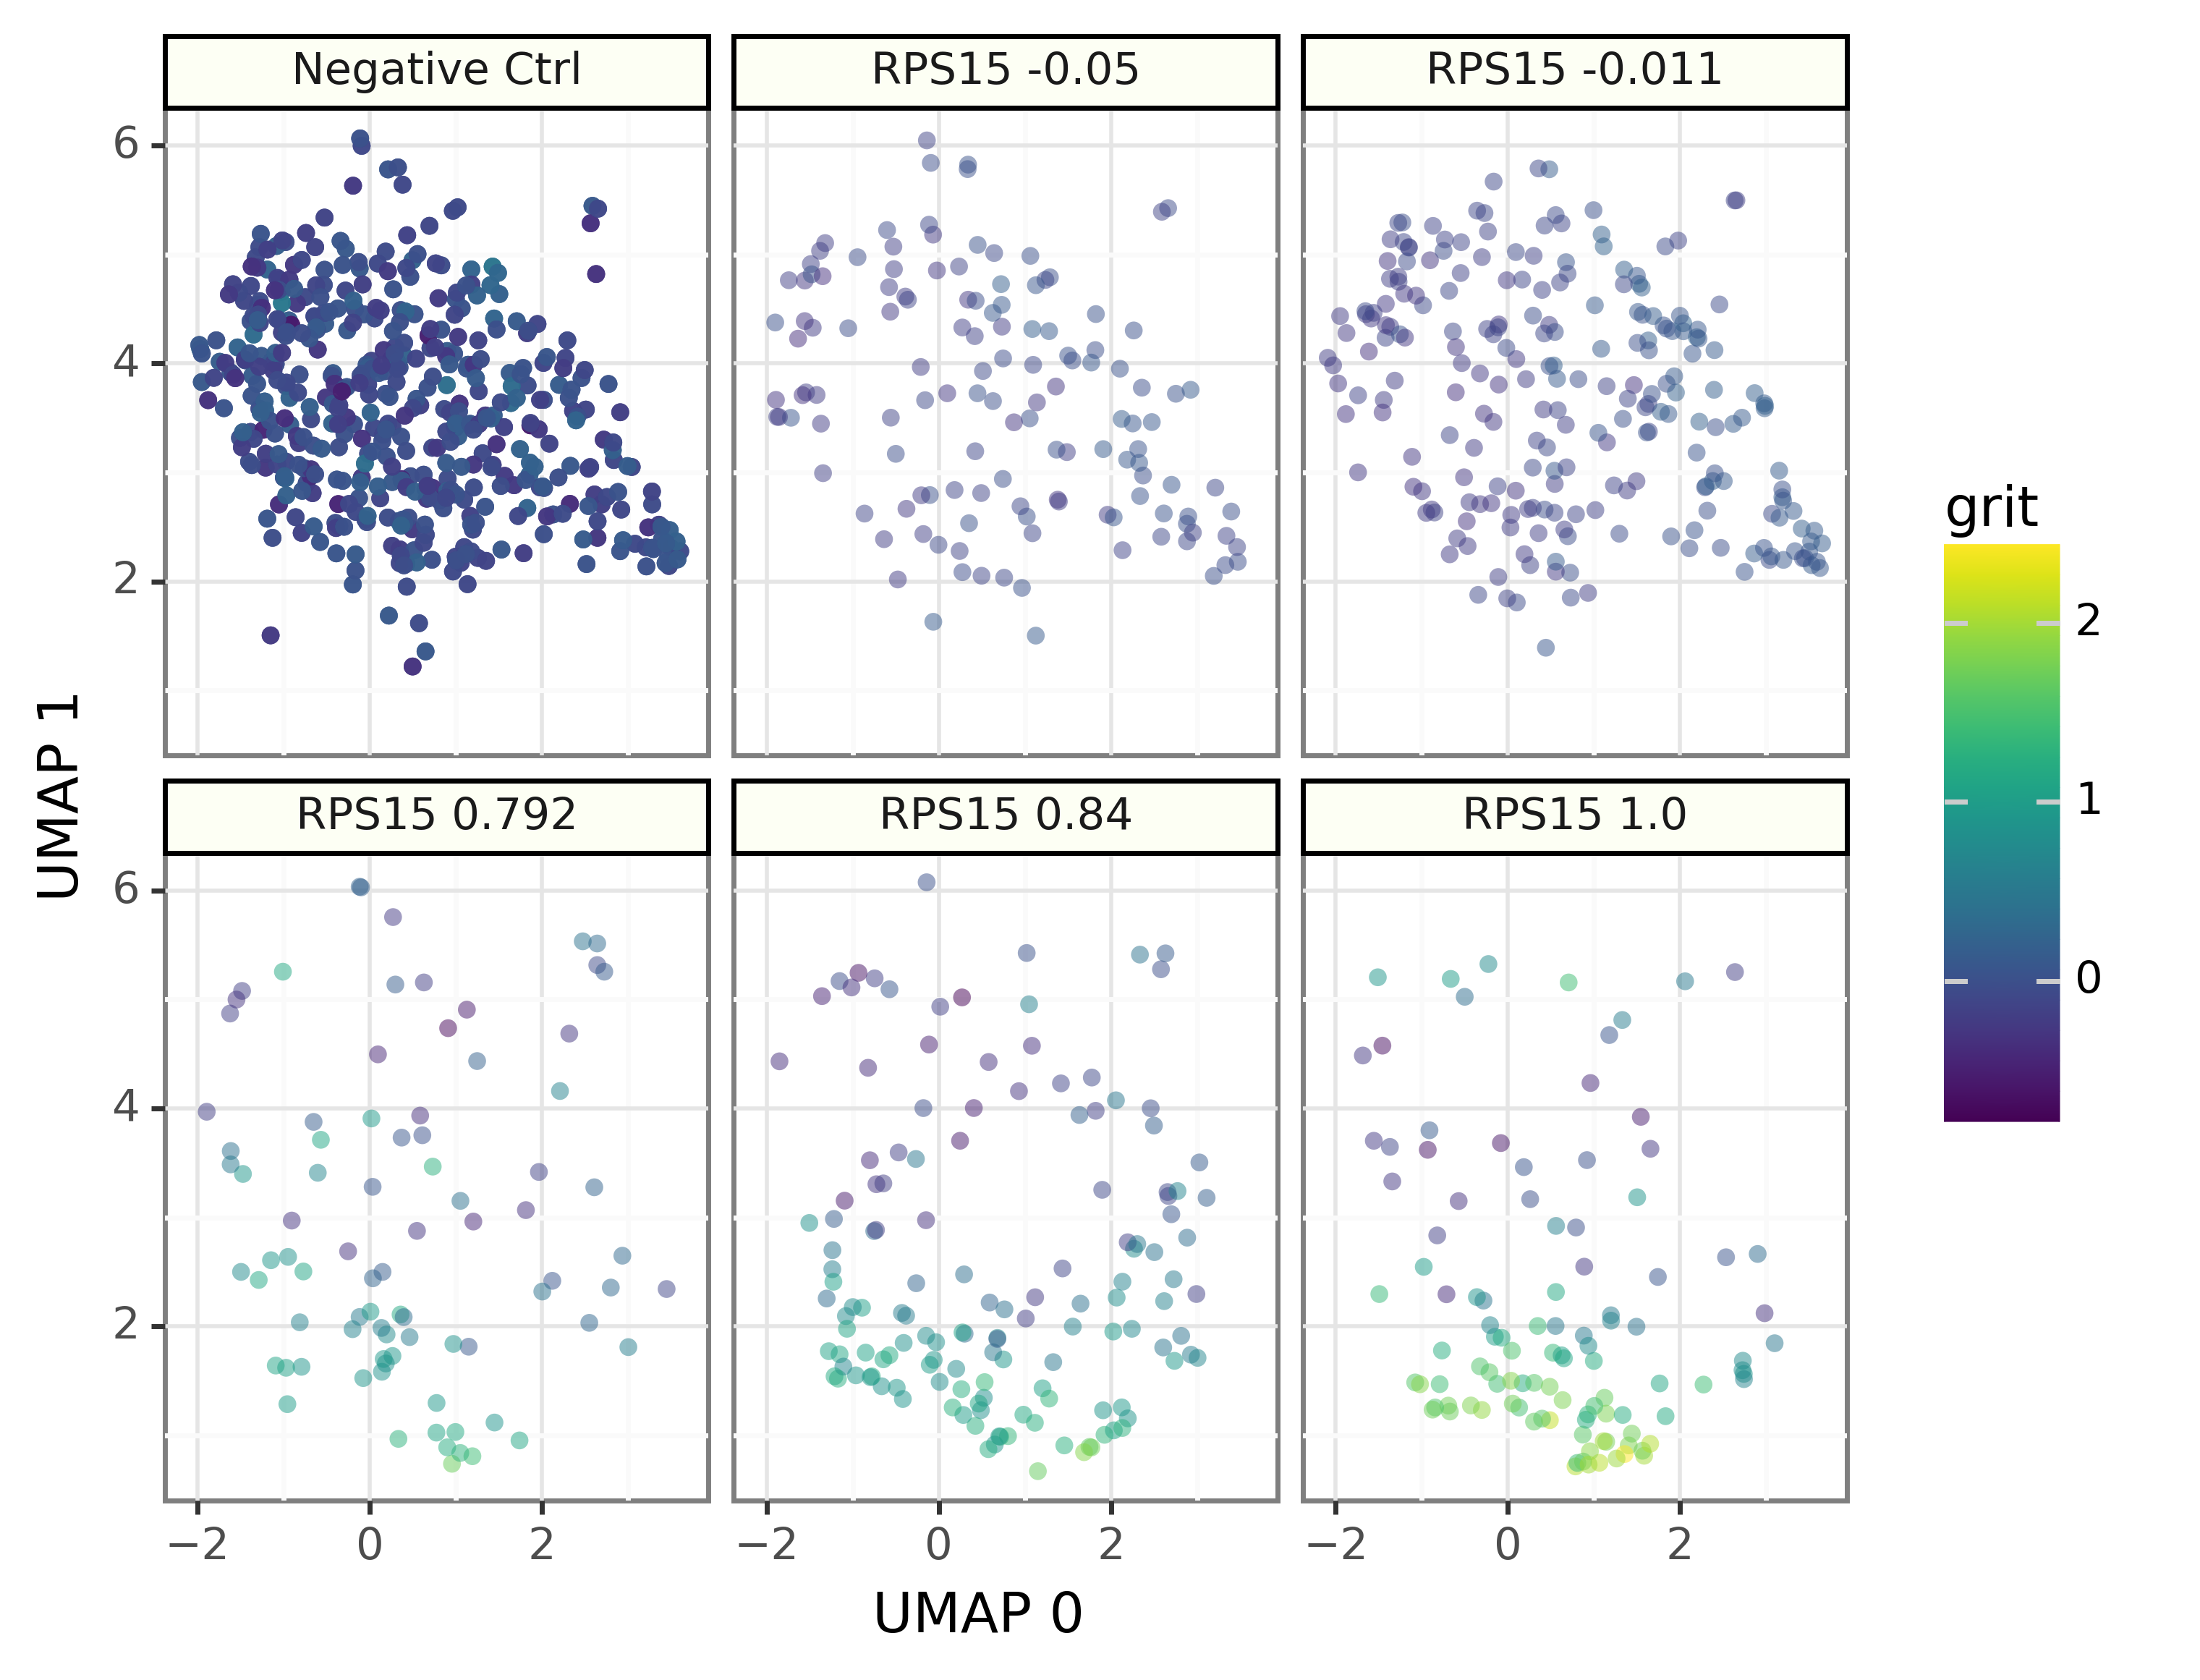 Negative Ctrl
RPS15 -0.05
RPS15 -0.011
6
4
2
RPS15 0.792
RPS15 0.84
RPS15 1.0
6
4
2
−2 0 2
−2 0 2
−2 0 2
UMAP 0
UMAP 1
grit
2
1
0